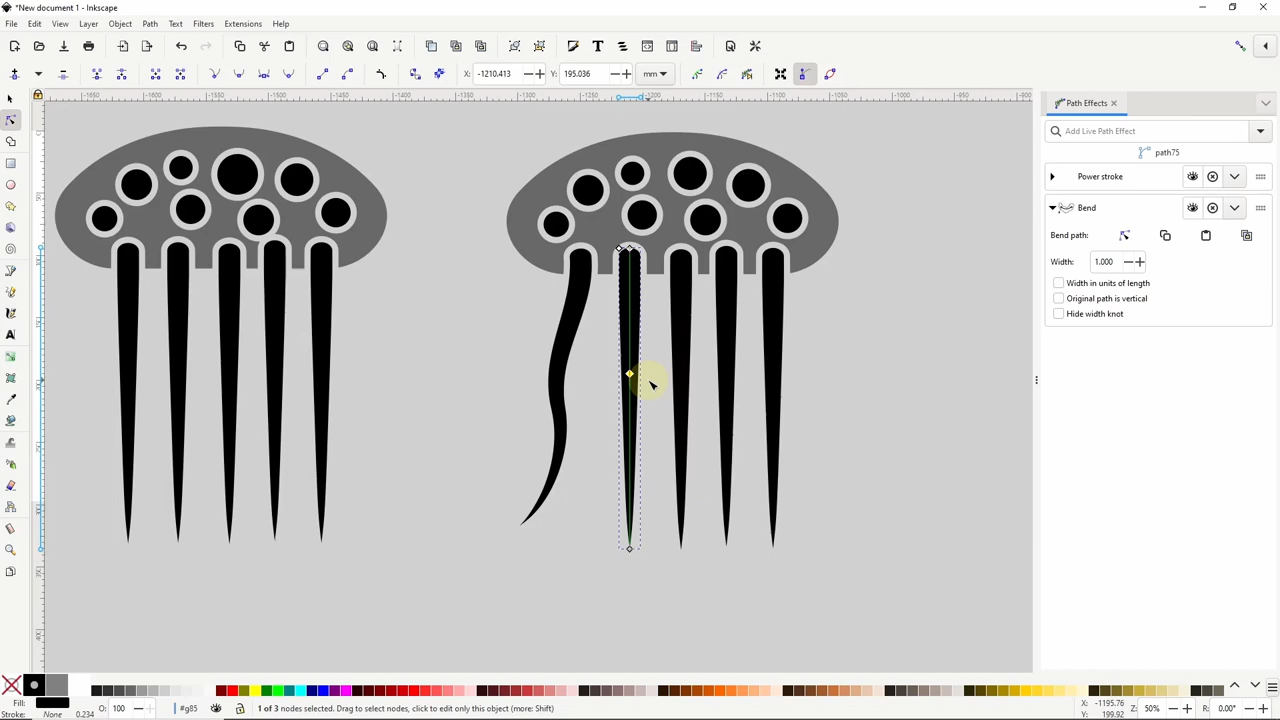 *New document 1 - Inkscape
File Edit View Layer Object Path Text Filters Extensions Help
X: -1210.413 Y: 195.036 mm
Path Effects
Add Live Path Effect
path75
Power stroke
Bend
Bend path:
Width: 1.000
Width in units of length
Original path is vertical
Hide width knot
Fill:
Stroke: None 0.234
O: 100
#g85
1 of 3 nodes selected. Drag to select nodes, click to edit only this object (more: Shift)
X: -1195.76
Y: 199.92
Z: 50%
R: 0.00°